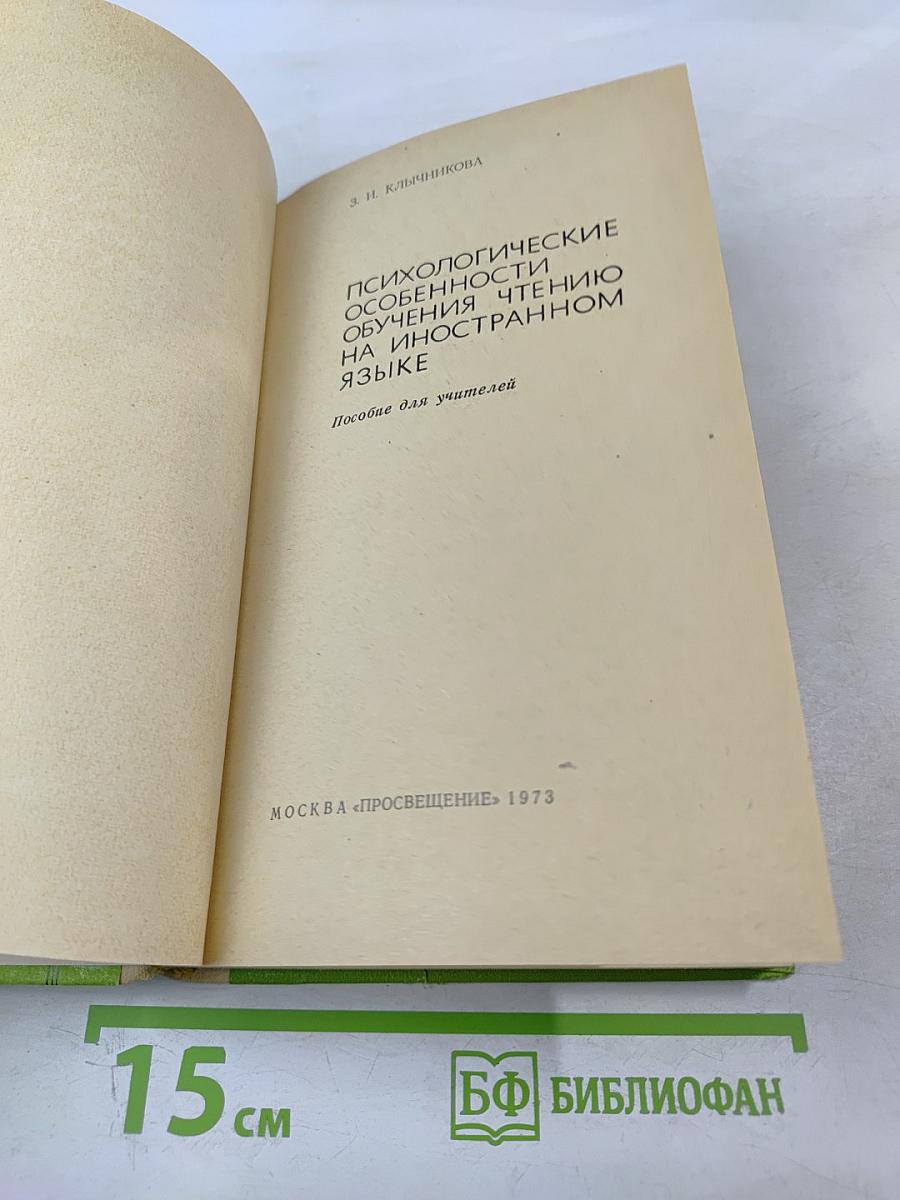 З. И. КЛЫЧНИКОВА
ПСИХОЛОГИЧЕСКИЕ
ОСОБЕННОСТИ
ОБУЧЕНИЯ ЧТЕНИЮ
НА ИНОСТРАННОМ
ЯЗЫКЕ
Пособие для учителей
МОСКВА «ПРОСВЕЩЕНИЕ» 1973
15 см
БФ БИБЛИОФАН